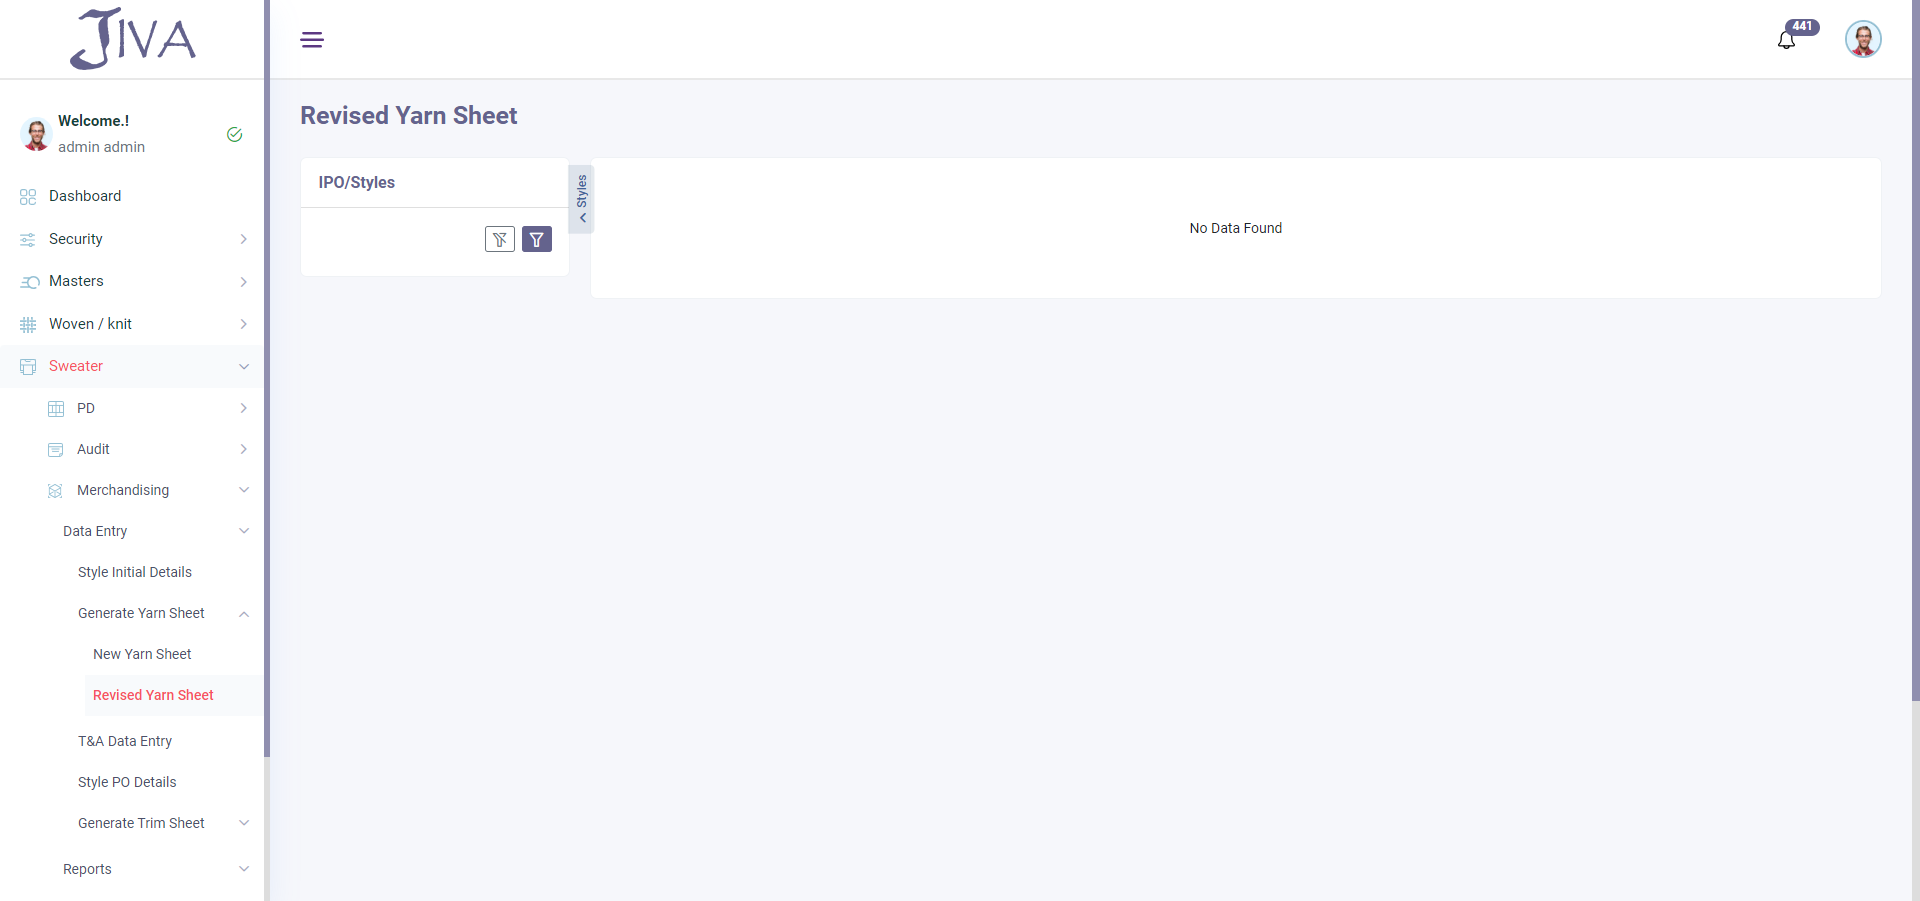 JIVA
441
Welcome.!
admin admin
Dashboard
Security
Masters
Woven / knit
Sweater
PD
Audit
Merchandising
Data Entry
Style Initial Details
Generate Yarn Sheet
New Yarn Sheet
Revised Yarn Sheet
T&A Data Entry
Style PO Details
Generate Trim Sheet
Reports
Revised Yarn Sheet
IPO/Styles
Styles
No Data Found